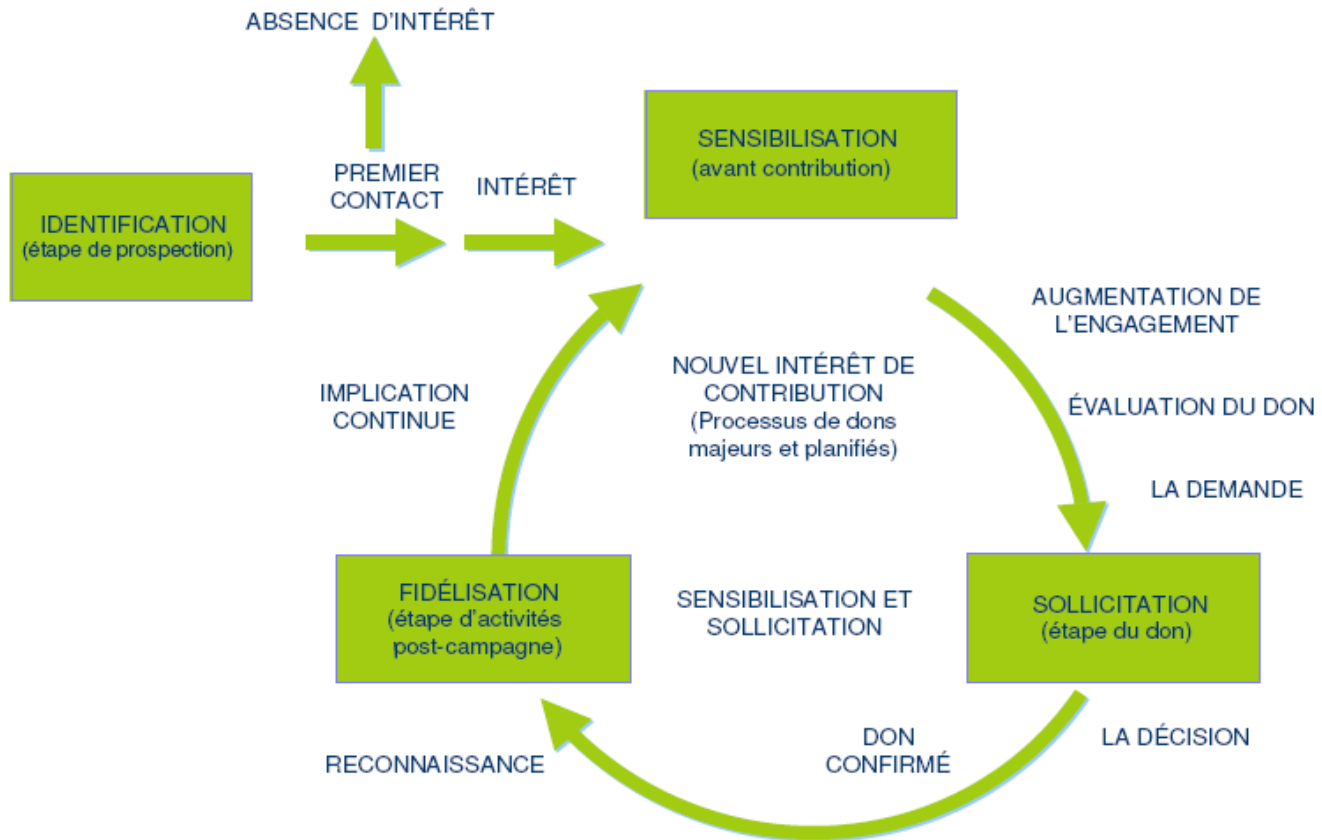 ABSENCE D'INTÉRÊT
SENSIBILISATION
(avant contribution)
PREMIER
CONTACT
INTÉRÊT
IDENTIFICATION
(étape de prospection)
AUGMENTATION DE
L'ENGAGEMENT
NOUVEL INTÉRÊT DE
CONTRIBUTION
(Processus de dons
majeurs et planifiés)
IMPLICATION
CONTINUE
ÉVALUATION DU DON
LA DEMANDE
FIDÉLISATION
(étape d'activités
post-campagne)
SENSIBILISATION ET
SOLLICITATION
SOLLICITATION
(étape du don)
RECONNAISSANCE
DON
CONFIRMÉ
LA DÉCISION